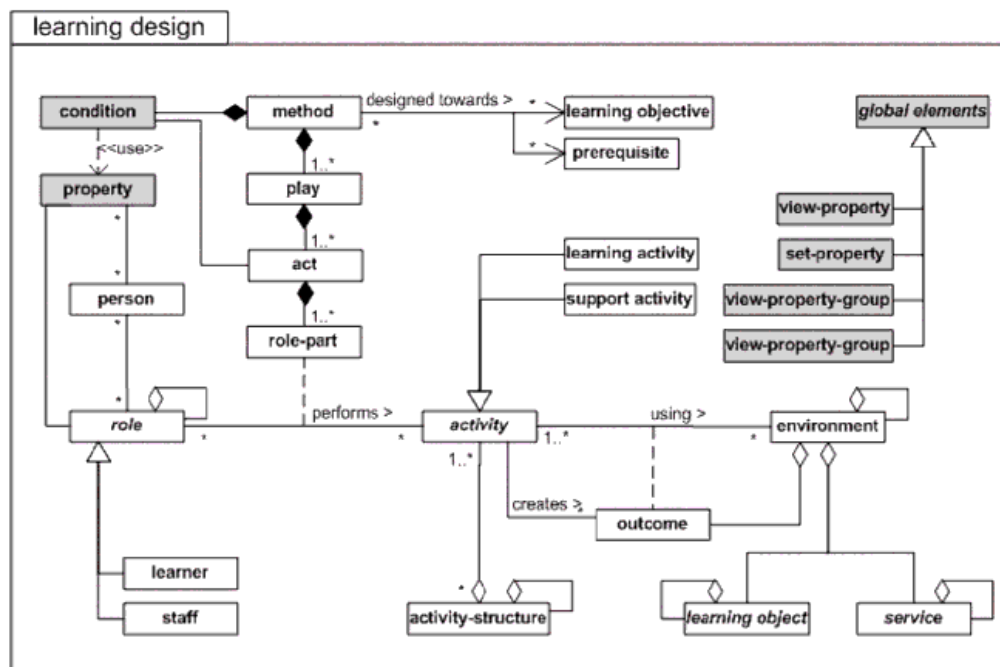 learning design
condition
method
designed towards >
*
*
learning objective
global elements
<<use>>
*
prerequisite
1..*
property
play
*
view-property
1..*
learning activity
set-property
act
*
person
support activity
view-property-group
*
1..*
role-part
view-property-group
*
role
performs >
activity
using >
environment
*
*
1..*
*
1..*
creates >
*
outcome
learner
*
staff
activity-structure
learning object
service